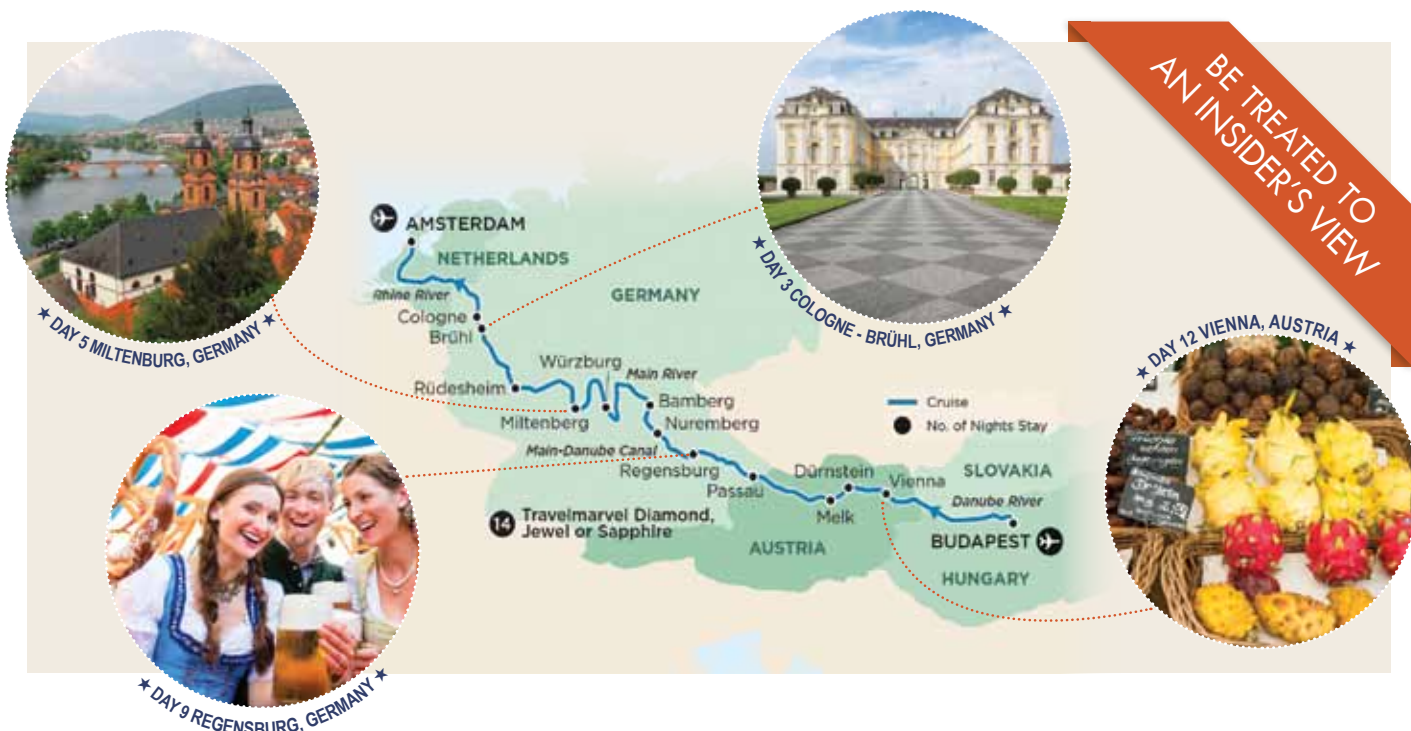 BE TREATED TO
AN INSIDER'S VIEW
★ DAY 5 MILTENBURG, GERMANY ★
★ DAY 3 COLOGNE - BRÜHL, GERMANY ★
★ DAY 12 VIENNA, AUSTRIA ★
★ DAY 9 REGENSBURG, GERMANY ★
AMSTERDAM
NETHERLANDS
Rhine River
GERMANY
Cologne
Brühl
Würzburg
Main River
Rüdesheim
Miltenberg
Bamberg
Nuremberg
Main-Danube Canal
Regensburg
Passau
Dürnstein
Melk
Vienna
SLOVAKIA
Danube River
BUDAPEST
AUSTRIA
HUNGARY
Cruise
No. of Nights Stay
14 Travelmarvel Diamond,
Jewel or Sapphire